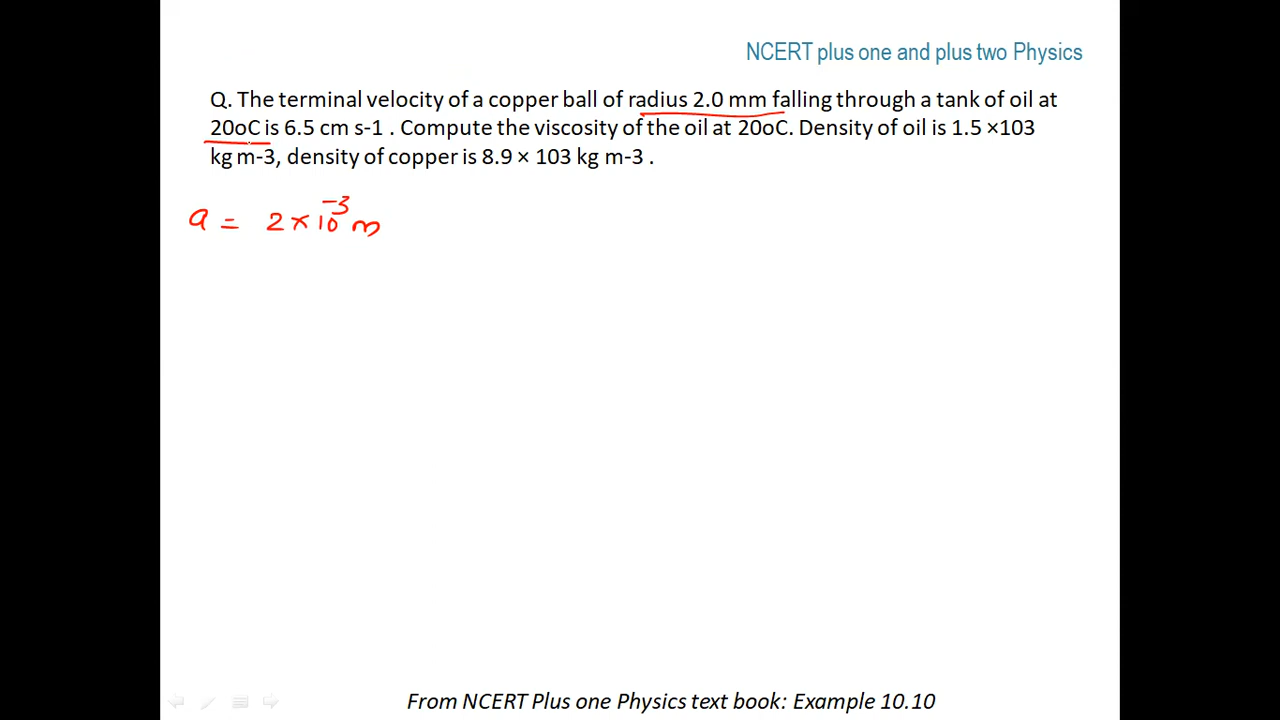 NCERT plus one and plus two Physics
Q. The terminal velocity of a copper ball of radius 2.0 mm falling through a tank of oil at
20oC is 6.5 cm s-1 . Compute the viscosity of the oil at 20oC. Density of oil is 1.5 ×103
kg m-3, density of copper is 8.9 × 103 kg m-3 .
a = 2 × 10⁻³ m
From NCERT Plus one Physics text book: Example 10.10